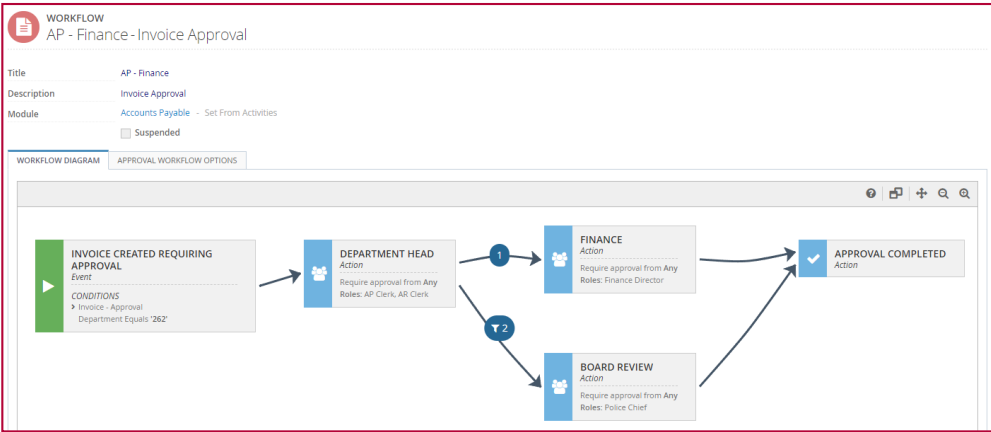 WORKFLOW
AP - Finance - Invoice Approval
Title AP - Finance
Description Invoice Approval
Module Accounts Payable - Set From Activities
Suspended
WORKFLOW DIAGRAM APPROVAL WORKFLOW OPTIONS
INVOICE CREATED REQUIRING
APPROVAL
Event
CONDITIONS
> Invoice - Approval
Department Equals '262'
DEPARTMENT HEAD
Action
Require approval from Any
Roles: AP Clerk, AR Clerk
1
2
FINANCE
Action
Require approval from Any
Roles: Finance Director
BOARD REVIEW
Action
Require approval from Any
Roles: Police Chief
APPROVAL COMPLETED
Action